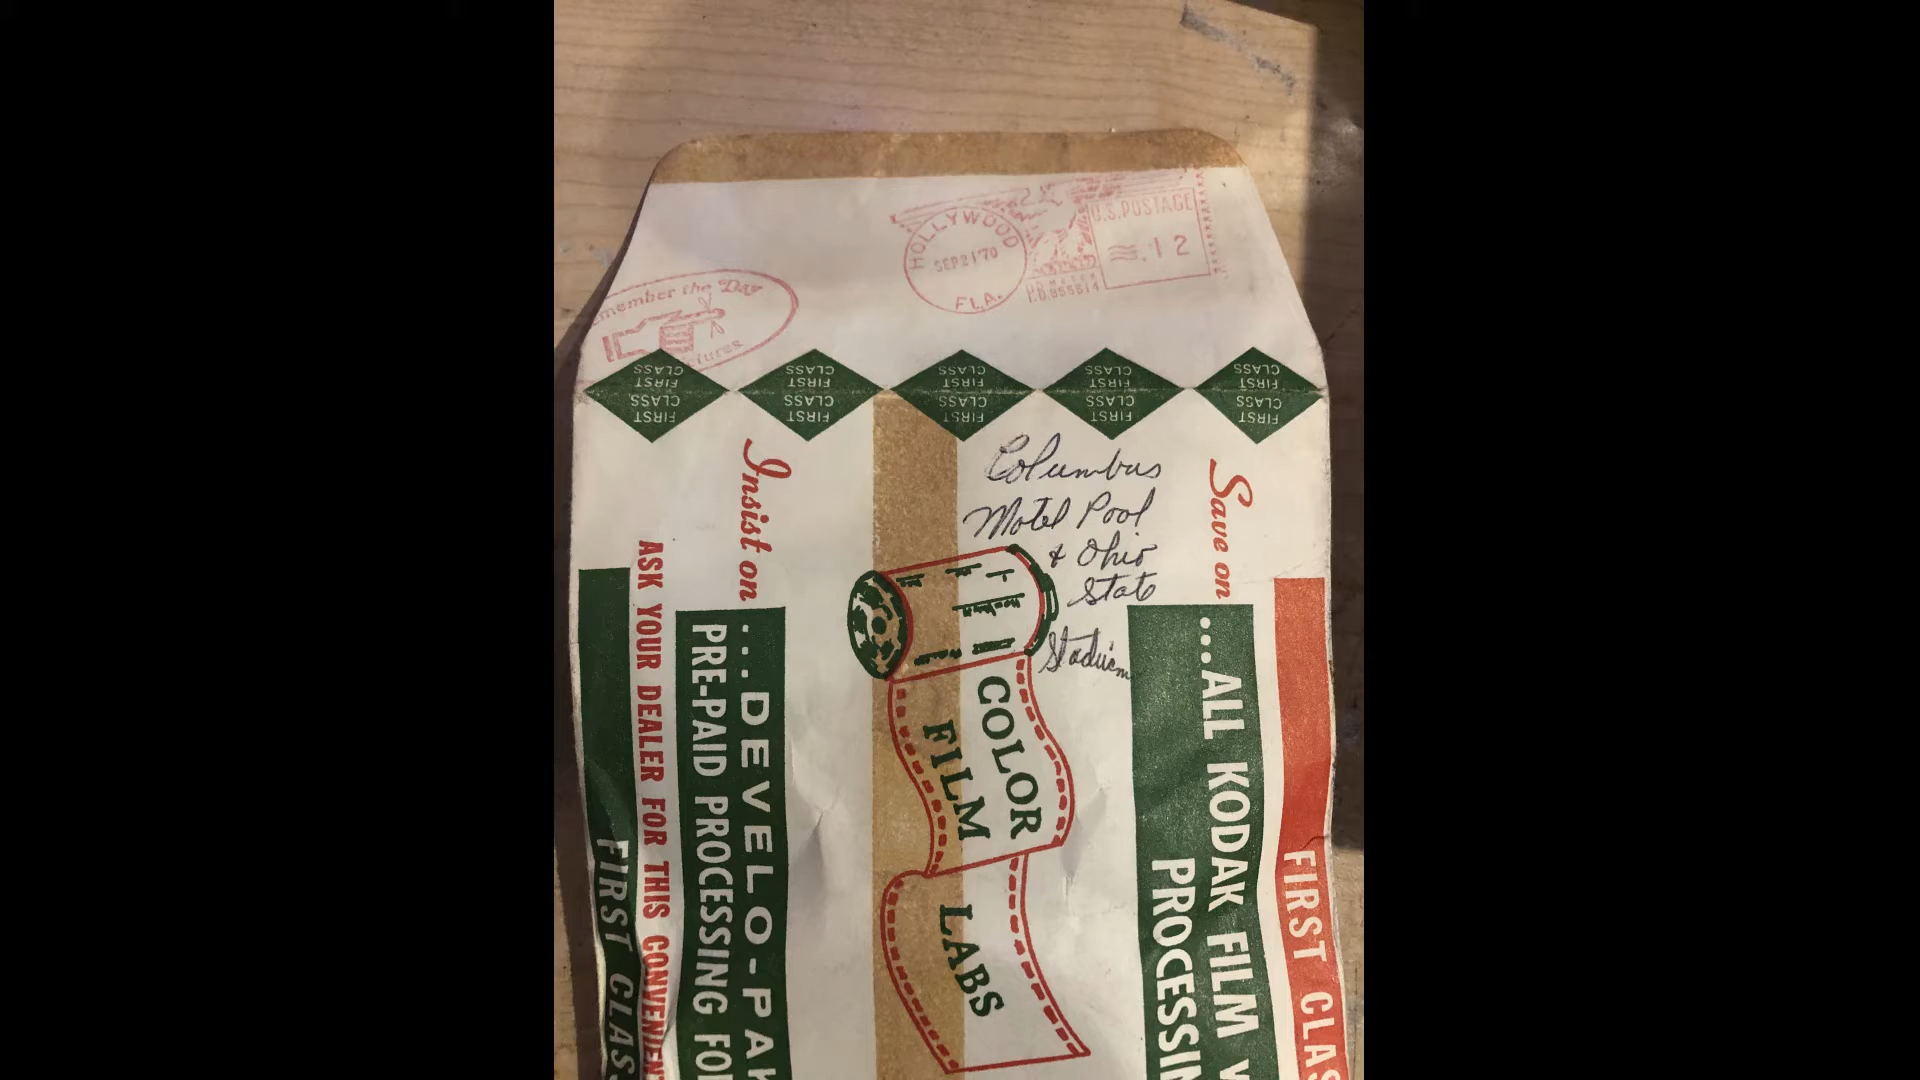 HOLLYWOOD
SEP 21 '70
FLA.
U.S. POSTAGE
.12
P.B. METER
the Day
FIRST CLASS FIRST CLASS FIRST CLASS FIRST CLASS FIRST CLASS
FIRST CLASS FIRST CLASS FIRST CLASS FIRST CLASS FIRST CLASS
Columbus
Motel Pool
& Ohio
State
Stadium
Save on
...ALL KODAK FILM
FIRST
COLOR
FILM
LABS
Insist on
...DEVELO-PAK
PRE-PAID PROCESSING
ASK YOUR DEALER FOR THIS
FIRST